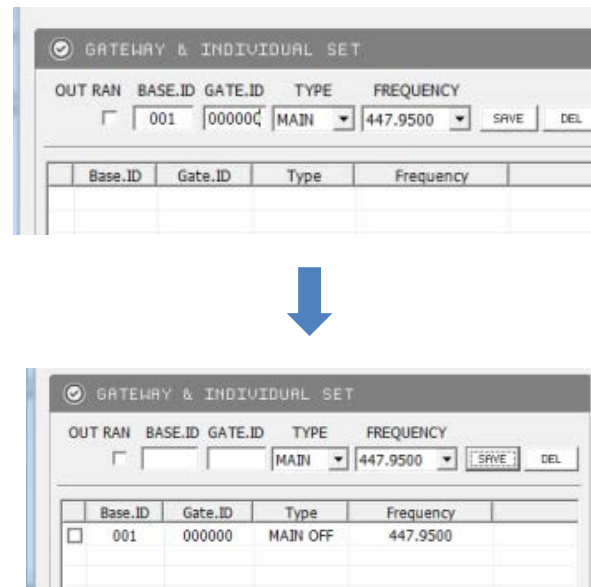 GATEWAY & INDIVIDUAL SET
OUT RAN BASE.ID GATE.ID TYPE FREQUENCY
001 000000 MAIN 447.9500 SAVE DEL
Base.ID Gate.ID Type Frequency
GATEWAY & INDIVIDUAL SET
OUT RAN BASE.ID GATE.ID TYPE FREQUENCY
MAIN 447.9500 SAVE DEL
Base.ID Gate.ID Type Frequency
001 000000 MAIN OFF 447.9500